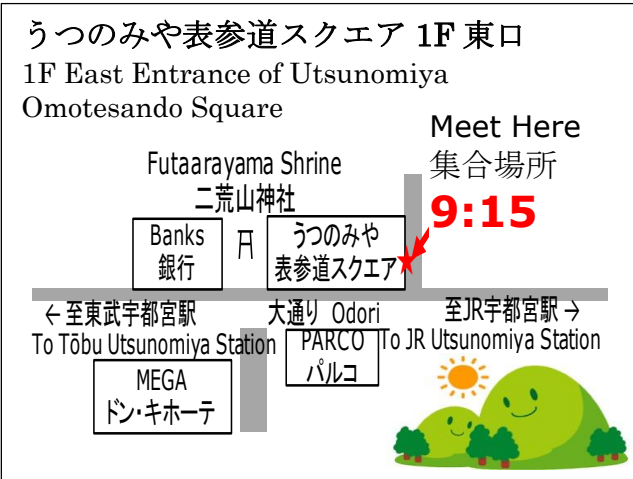 うつのみや表参道スクエア 1F 東口
1F East Entrance of Utsunomiya
Omotesando Square
Meet Here
集合場所
9:15
Futaarayama Shrine
二荒山神社
Banks
銀行
うつのみや
表参道スクエア
← 至東武宇都宮駅
To Tōbu Utsunomiya Station
大通り Odori
至JR宇都宮駅 →
To JR Utsunomiya Station
PARCO
パルコ
MEGA
ドン・キホーテ